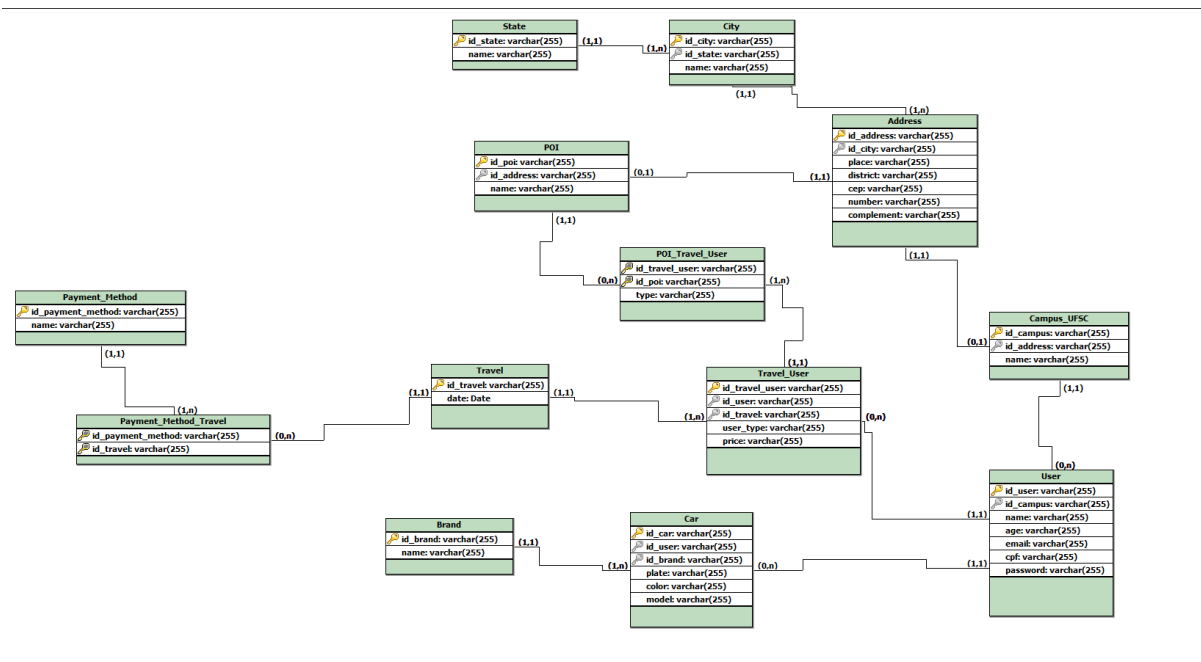 State
id_state: varchar(255)
name: varchar(255)
(1,1)
(1,n)
City
id_city: varchar(255)
id_state: varchar(255)
name: varchar(255)
(1,1)
(1,n)
Address
id_address: varchar(255)
id_city: varchar(255)
place: varchar(255)
district: varchar(255)
cep: varchar(255)
number: varchar(255)
complement: varchar(255)
POI
id_poi: varchar(255)
id_address: varchar(255)
name: varchar(255)
(0,1)
(1,1)
(1,1)
(0,n)
POI_Travel_User
id_travel_user: varchar(255)
id_poi: varchar(255)
type: varchar(255)
(1,n)
(1,1)
(1,1)
(0,1)
Campus_UFSC
id_campus: varchar(255)
id_address: varchar(255)
name: varchar(255)
(1,1)
(0,n)
Payment_Method
id_payment_method: varchar(255)
name: varchar(255)
(1,1)
(1,n)
Payment_Method_Travel
id_payment_method: varchar(255)
id_travel: varchar(255)
(0,n)
(1,1)
Travel
id_travel: varchar(255)
date: Date
(1,1)
(1,n)
Travel_User
id_travel_user: varchar(255)
id_user: varchar(255)
id_travel: varchar(255)
user_type: varchar(255)
price: varchar(255)
(0,n)
(1,1)
User
id_user: varchar(255)
id_campus: varchar(255)
name: varchar(255)
age: varchar(255)
email: varchar(255)
cpf: varchar(255)
password: varchar(255)
Brand
id_brand: varchar(255)
name: varchar(255)
(1,1)
(1,n)
Car
id_car: varchar(255)
id_user: varchar(255)
id_brand: varchar(255)
plate: varchar(255)
color: varchar(255)
model: varchar(255)
(0,n)
(1,1)